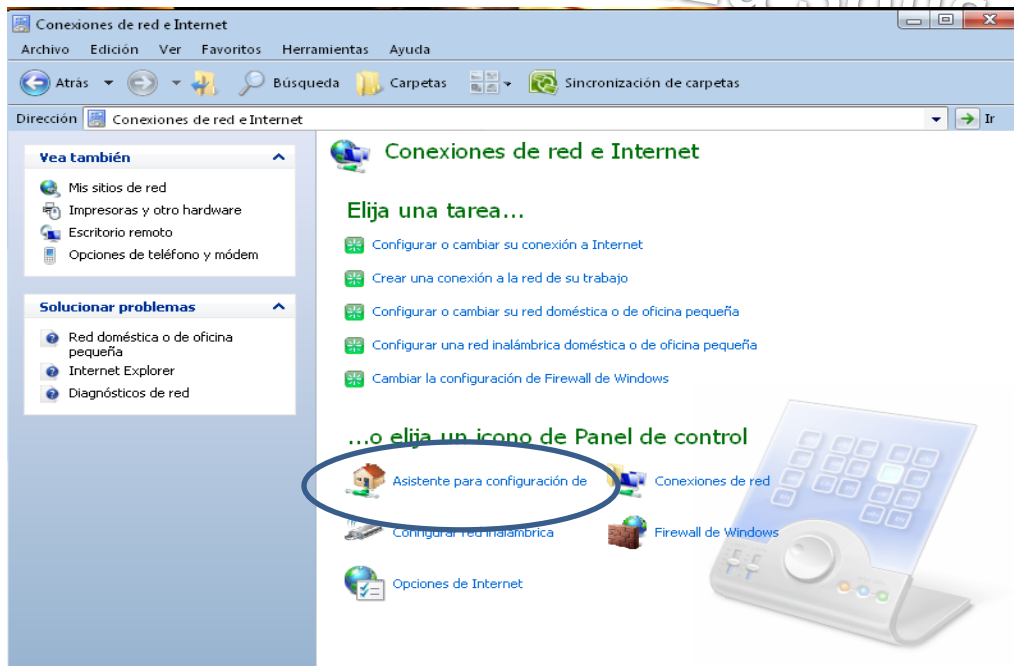 Conexiones de red e Internet
Archivo Edición Ver Favoritos Herramientas Ayuda
Atrás Búsqueda Carpetas Sincronización de carpetas
Dirección Conexiones de red e Internet Ir
Vea también
Mis sitios de red
Impresoras y otro hardware
Escritorio remoto
Opciones de teléfono y módem
Solucionar problemas
Red doméstica o de oficina
pequeña
Internet Explorer
Diagnósticos de red
Conexiones de red e Internet
Elija una tarea...
Configurar o cambiar su conexión a Internet
Crear una conexión a la red de su trabajo
Configurar o cambiar su red doméstica o de oficina pequeña
Configurar una red inalámbrica doméstica o de oficina pequeña
Cambiar la configuración de Firewall de Windows
...o elija un icono de Panel de control
Asistente para configuración de Conexiones de red
Configurar red inalámbrica Firewall de Windows
Opciones de Internet